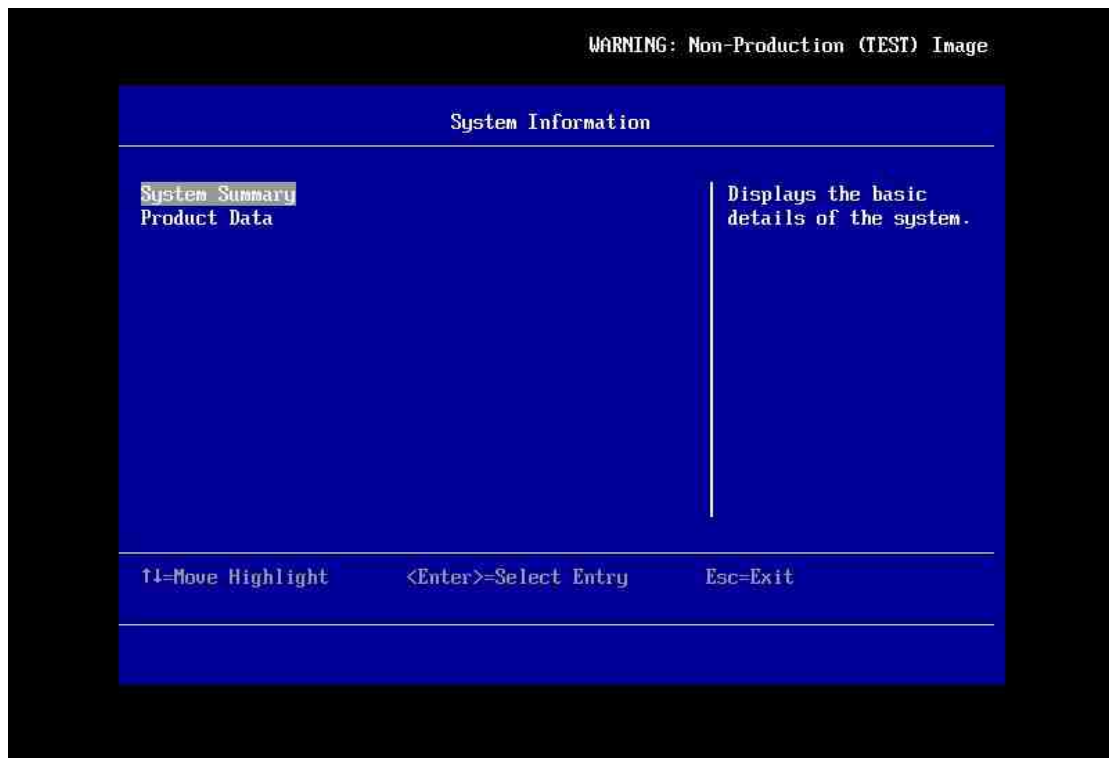 WARNING: Non-Production (TEST) Image
System Information
System Summary
Product Data
Displays the basic
details of the system.
↑↓=Move Highlight <Enter>=Select Entry Esc=Exit